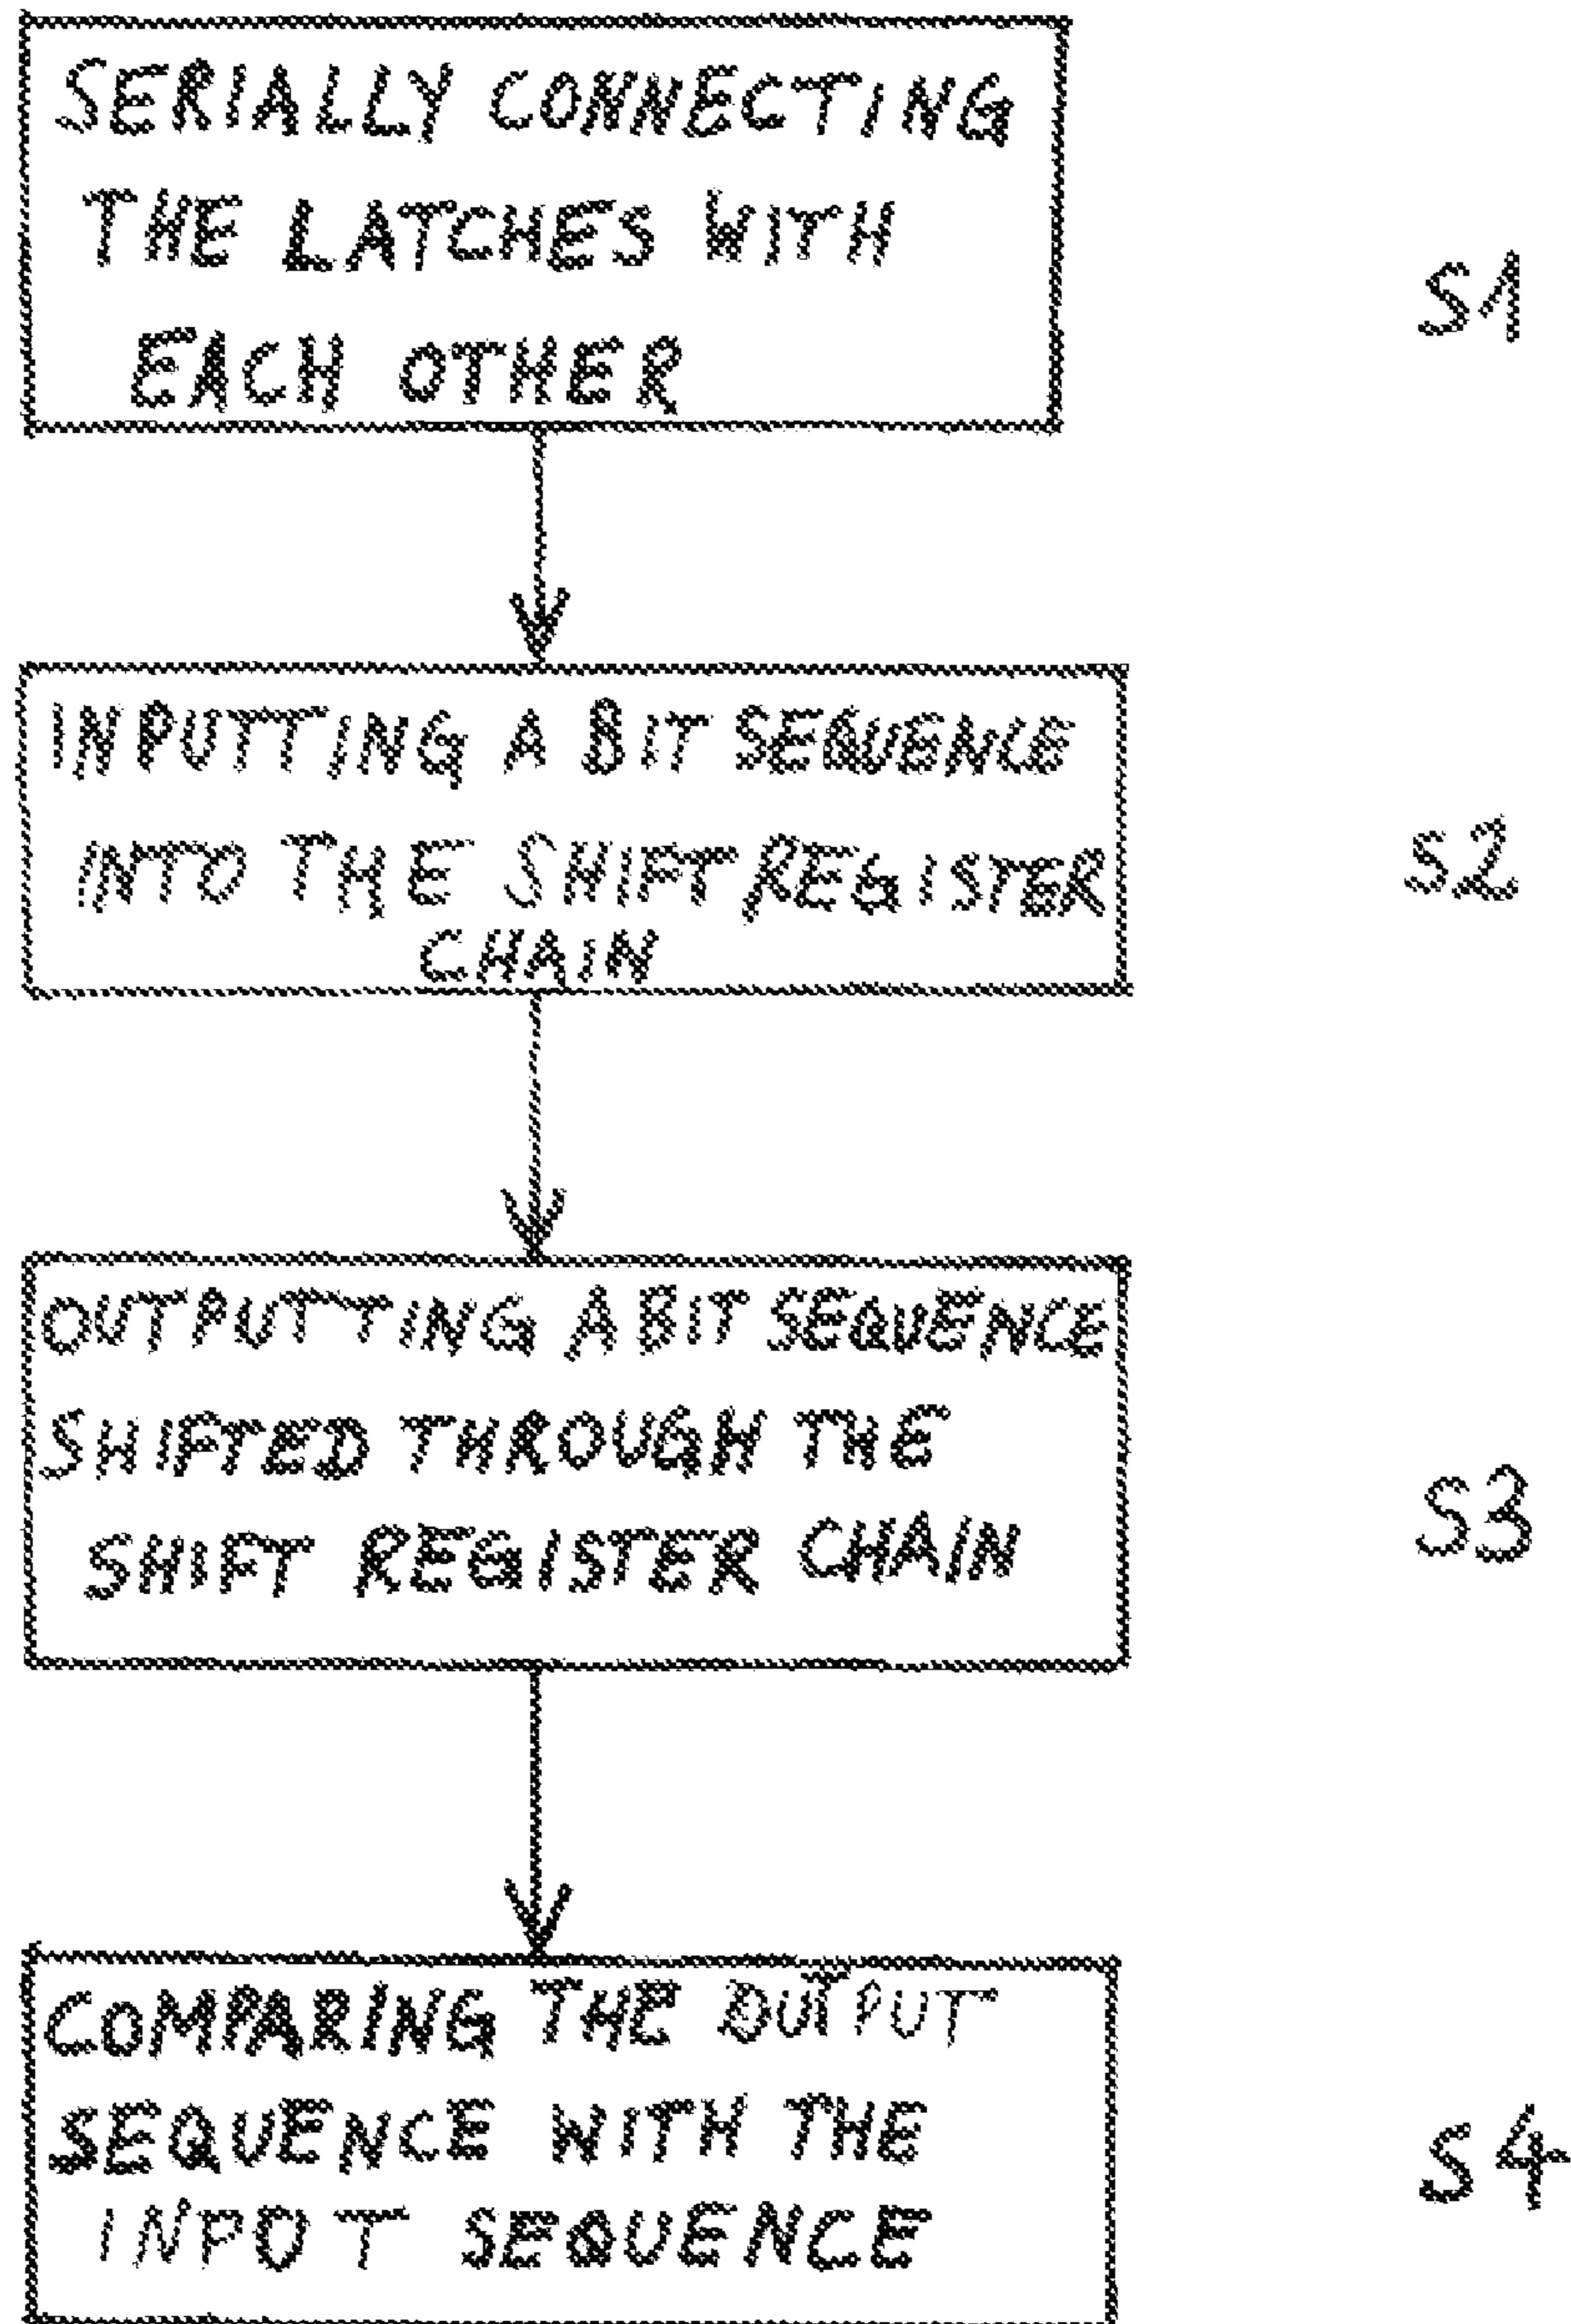 SERIALLY CONNECTING
THE LATCHES WITH
EACH OTHER
S1
INPUTTING A BIT SEQUENCE
INTO THE SHIFT REGISTER
CHAIN
S2
OUTPUTTING A BIT SEQUENCE
SHIFTED THROUGH THE
SHIFT REGISTER CHAIN
S3
COMPARING THE OUTPUT
SEQUENCE WITH THE
INPUT SEQUENCE
S4